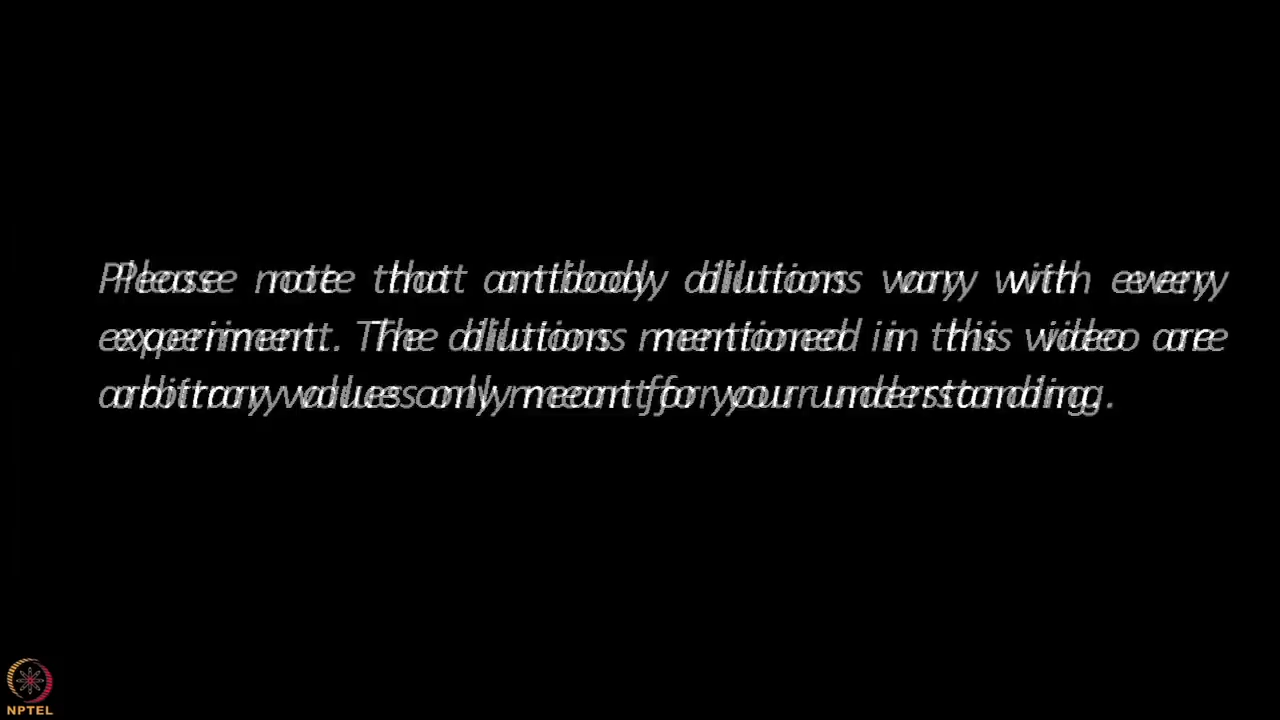 Please note that antibody dilutions vary with every
experiment. The dilutions mentioned in this video are
arbitrary values only meant for your understanding.
NPTEL